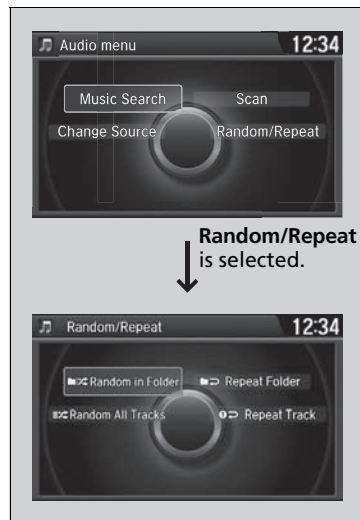 Audio menu 12:34
Music Search Scan
Change Source Random/Repeat
Random/Repeat
is selected.
Random/Repeat 12:34
Random in Folder Repeat Folder
Random All Tracks Repeat Track